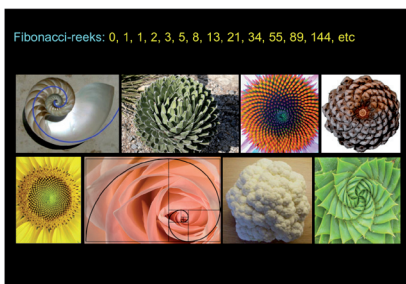 Fibonacci-reeks: 0, 1, 1, 2, 3, 5, 8, 13, 21, 34, 55, 89, 144, etc